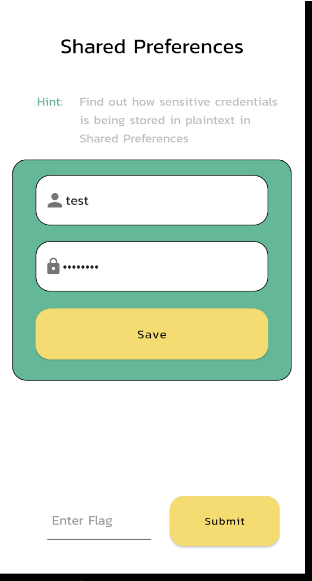 Shared Preferences
Hint: Find out how sensitive credentials
is being stored in plaintext in
Shared Preferences
test
••••••••
Save
Enter Flag
Submit